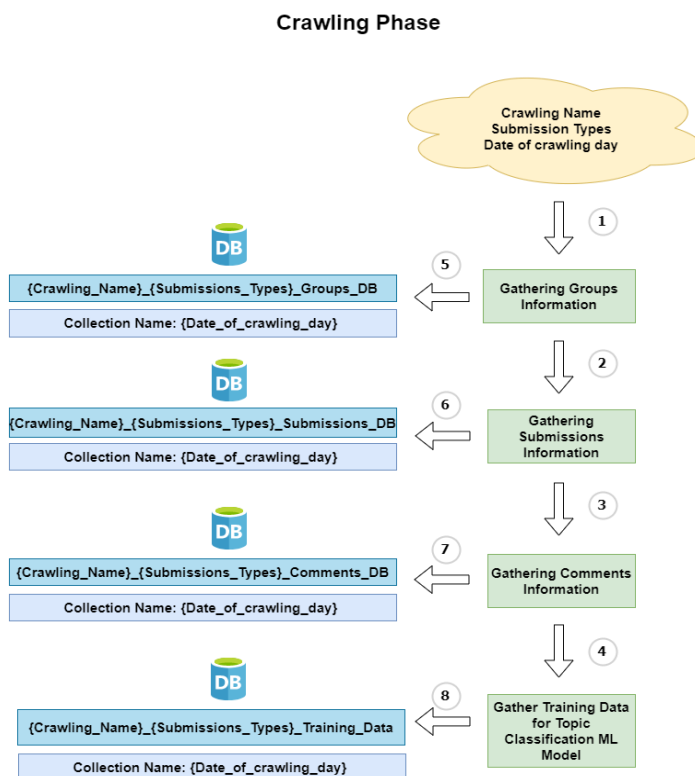 Crawling Phase
Crawling Name
Submission Types
Date of crawling day
1
DB
5
{Crawling_Name}_{Submissions_Types}_Groups_DB
Collection Name: {Date_of_crawling_day}
Gathering Groups
Information
2
DB
6
{Crawling_Name}_{Submissions_Types}_Submissions_DB
Collection Name: {Date_of_crawling_day}
Gathering
Submissions
Information
3
DB
7
{Crawling_Name}_{Submissions_Types}_Comments_DB
Collection Name: {Date_of_crawling_day}
Gathering Comments
Information
4
DB
8
{Crawling_Name}_{Submissions_Types}_Training_Data
Collection Name: {Date_of_crawling_day}
Gather Training Data
for Topic
Classification ML
Model